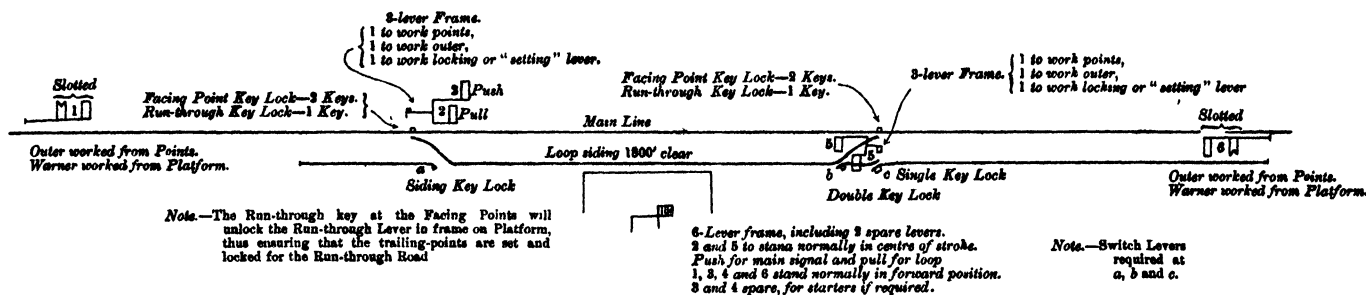 3-lever Frame.
1 to work points,
1 to work outer,
1 to work locking or "setting" lever.
Slotted
M 1
Facing Point Key Lock—2 Keys.
Run-through Key Lock—1 Key.
Push
2 Pull
Facing Point Key Lock—2 Keys.
Run-through Key Lock—1 Key.
3-lever Frame.
1 to work points,
1 to work outer,
1 to work locking or "setting" lever
Slotted
Main Line
5
5
6
Outer worked from Points.
Warner worked from Platform.
Loop siding 1300' clear
a
Siding Key Lock
b
c Single Key Lock
Double Key Lock
Outer worked from Points.
Warner worked from Platform.
Note.—The Run-through key at the Facing Points will
unlock the Run-through Lever in frame on Platform,
thus ensuring that the trailing-points are set and
locked for the Run-through Road
6-Lever frame, including 2 spare levers.
2 and 5 to stand normally in centre of stroke.
Push for main signal and pull for loop
1, 3, 4 and 6 stand normally in forward position.
3 and 4 spare, for starters if required.
Note.—Switch Levers
required at
a, b and c.